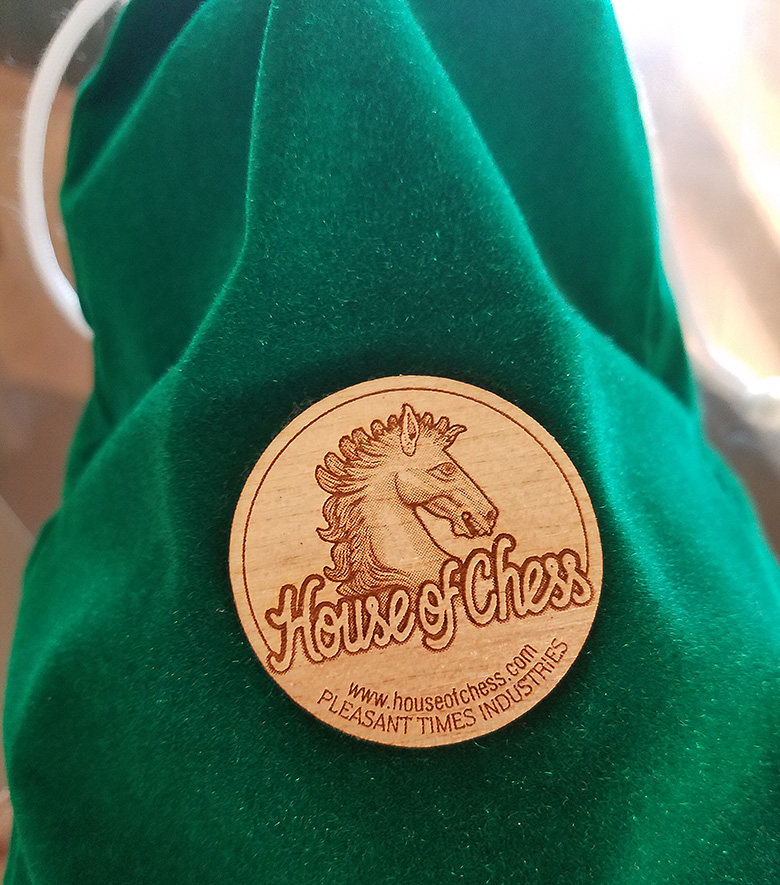 House of Chess
www.houseofchess.com
PLEASANT TIMES INDUSTRIES